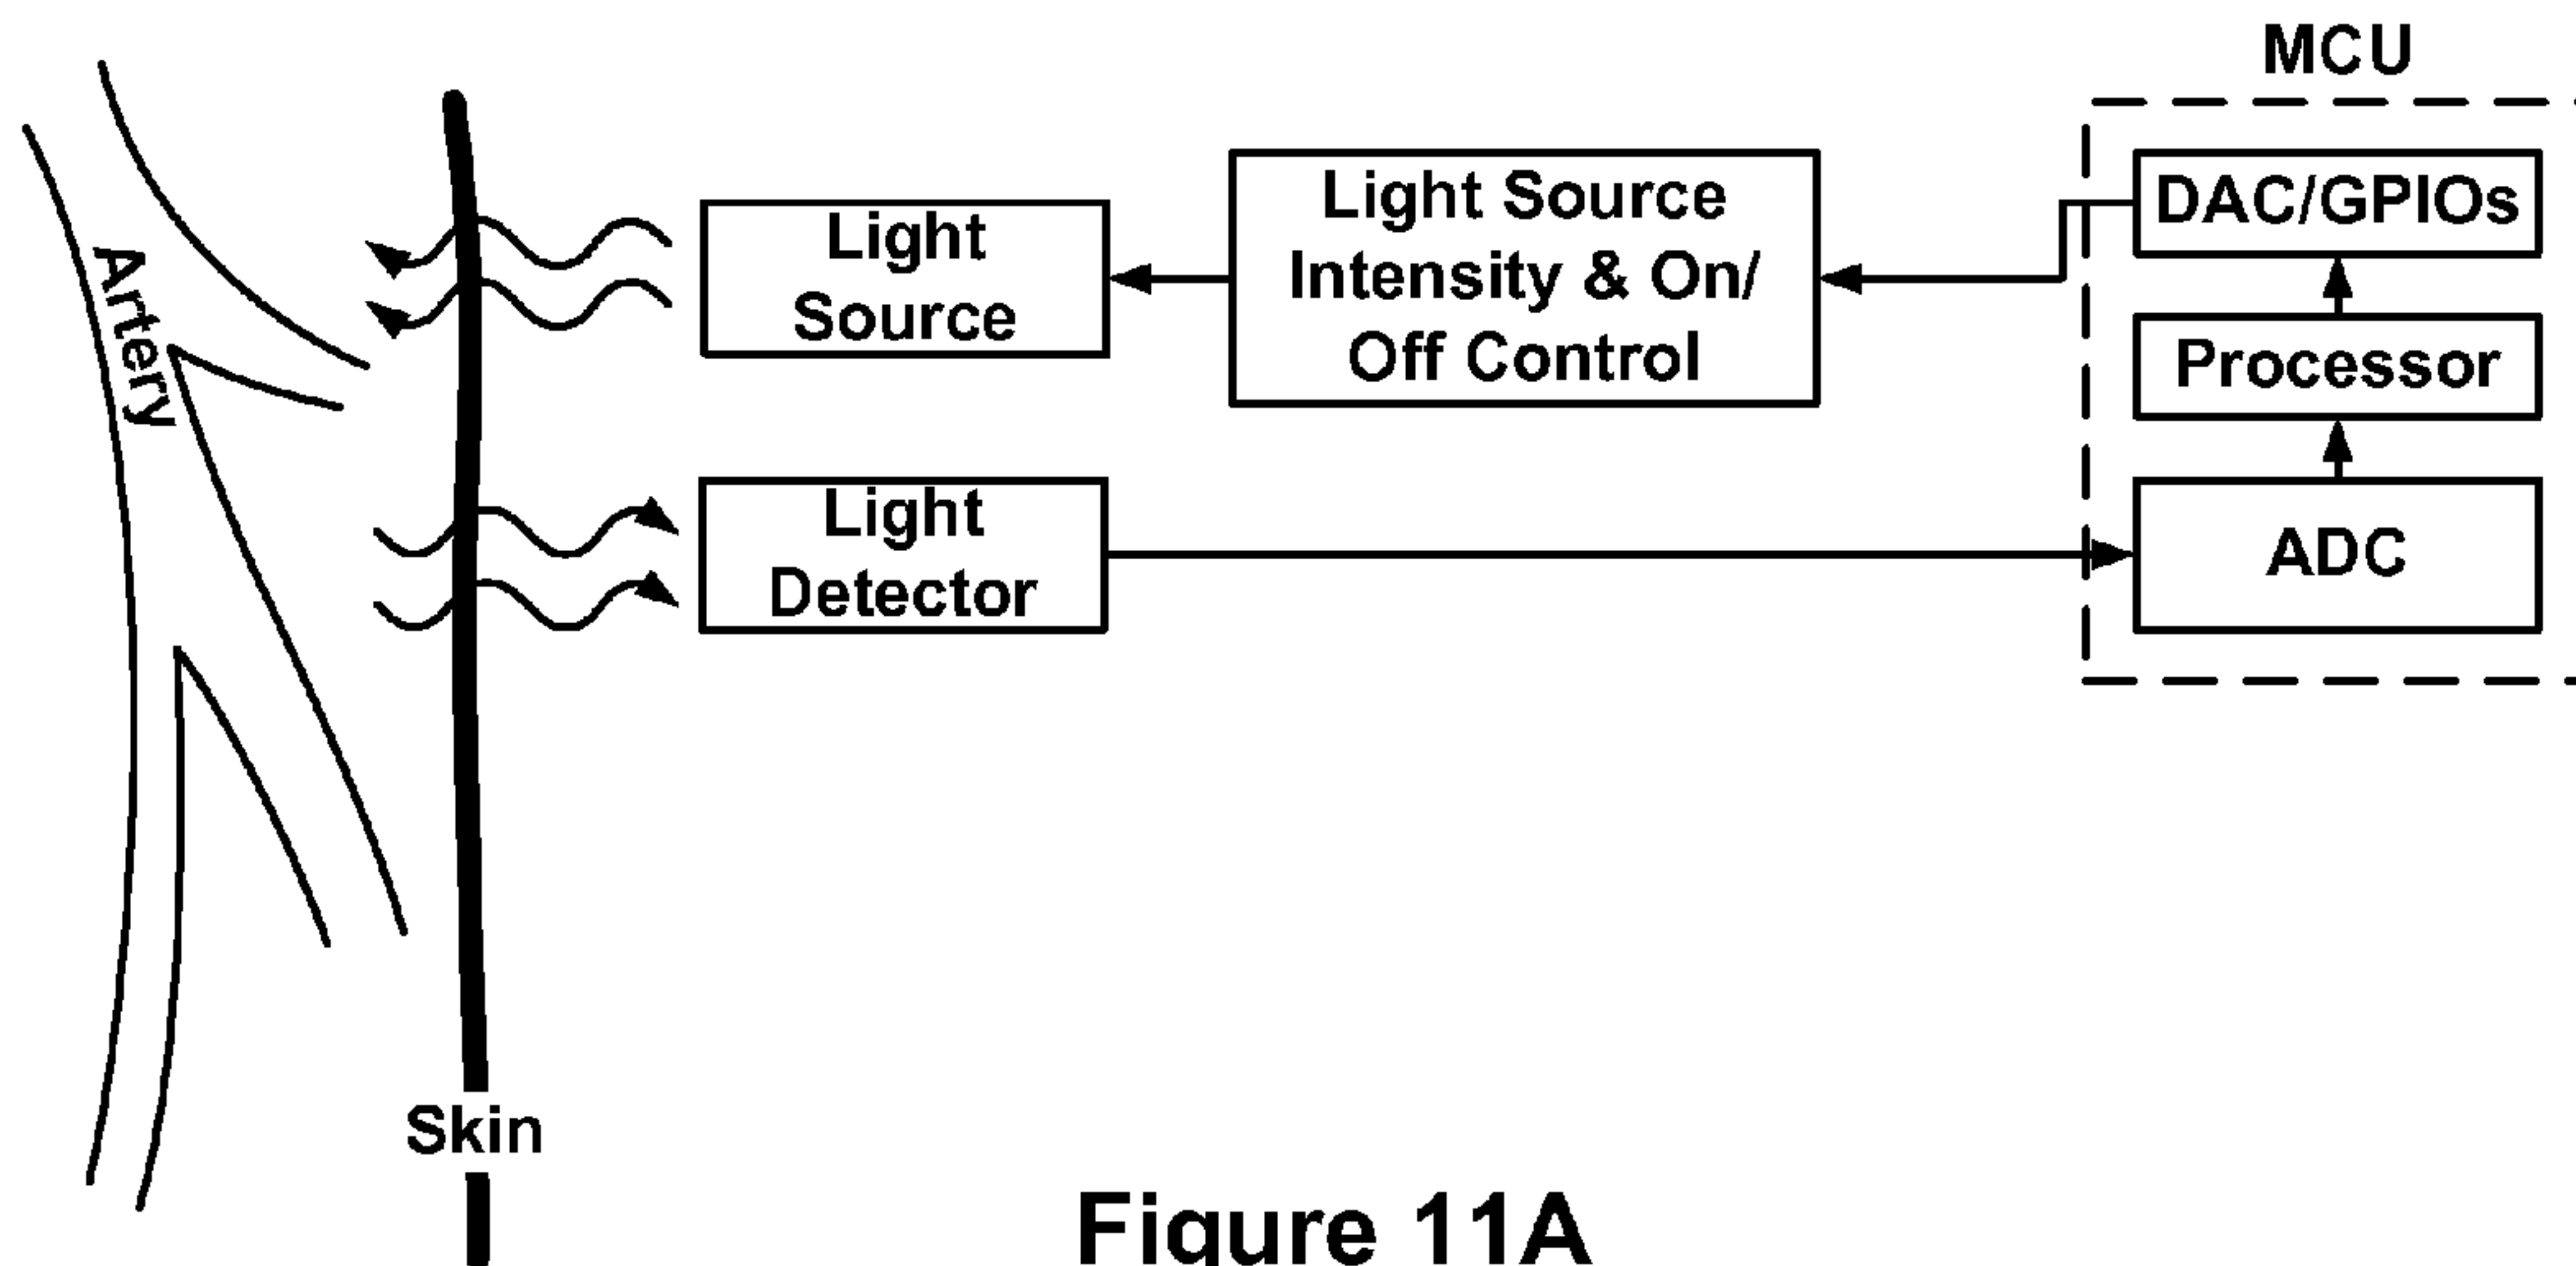 MCU
Light Source
Intensity & On/
Off Control
DAC/GPIOs
Light
Source
Artery
Processor
Light
Detector
ADC
Skin
Figure 11A